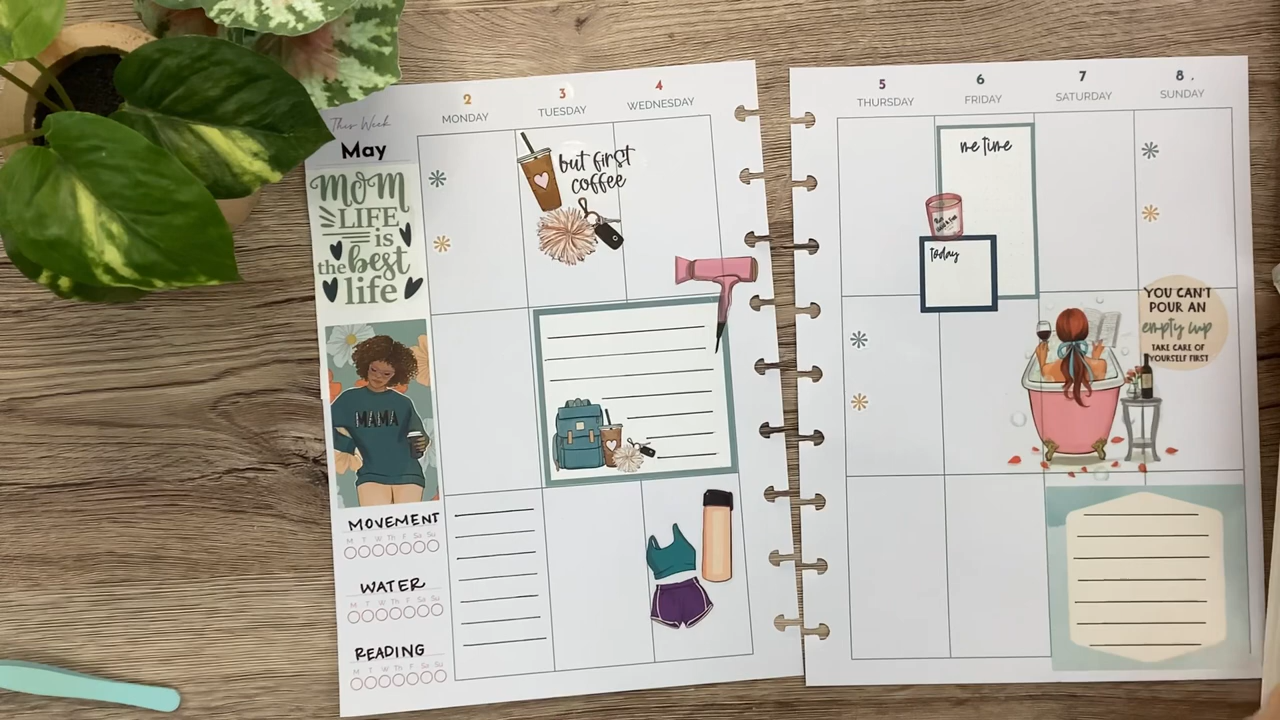 This Week
May
MOM
LIFE
is
the best
life
MAMA
MOVEMENT
M T W Th F Sa Su
WATER
M T W Th F Sa Su
READING
M T W Th F Sa Su
2
MONDAY
3
TUESDAY
4
WEDNESDAY
but first
coffee
5
THURSDAY
6
FRIDAY
7
SATURDAY
8
SUNDAY
me time
today
YOU CAN'T
POUR AN
empty cup
TAKE CARE OF
YOURSELF FIRST